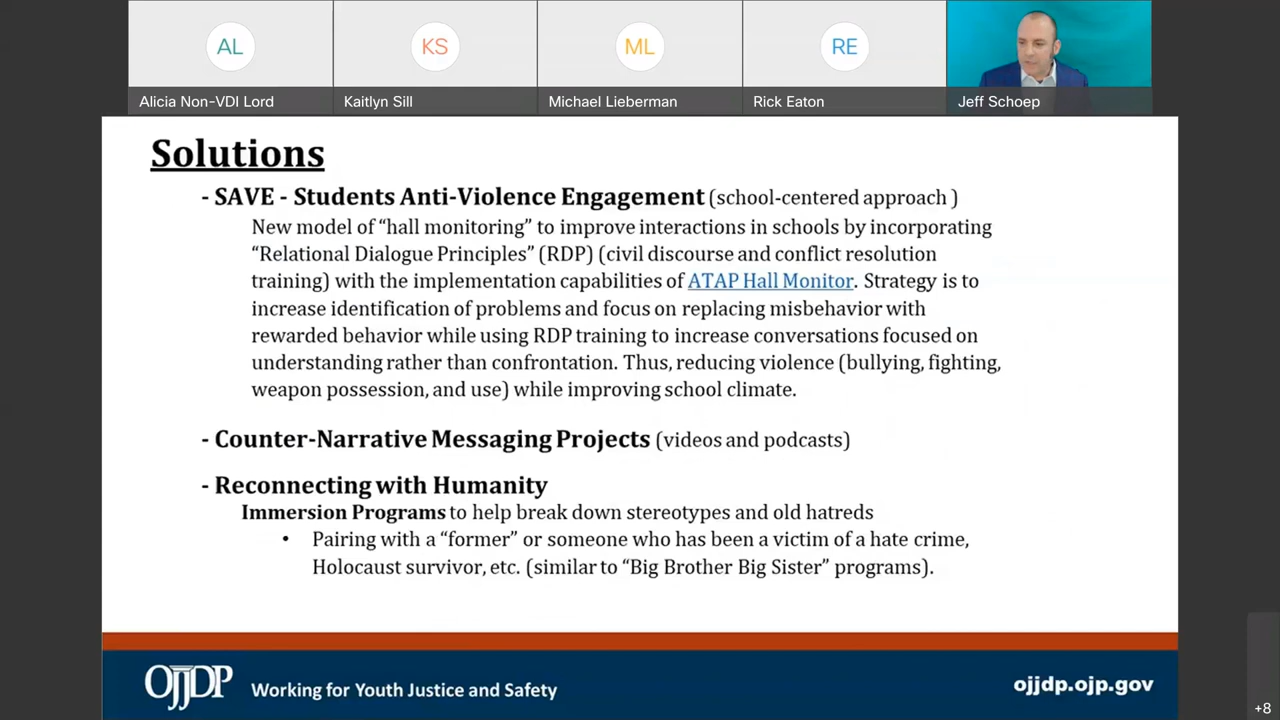 AL
KS
ML
RE
Alicia Non-VDI Lord
Kaitlyn Sill
Michael Lieberman
Rick Eaton
Jeff Schoep
Solutions
- SAVE - Students Anti-Violence Engagement (school-centered approach )
New model of “hall monitoring” to improve interactions in schools by incorporating
“Relational Dialogue Principles” (RDP) (civil discourse and conflict resolution
training) with the implementation capabilities of ATAP Hall Monitor. Strategy is to
increase identification of problems and focus on replacing misbehavior with
rewarded behavior while using RDP training to increase conversations focused on
understanding rather than confrontation. Thus, reducing violence (bullying, fighting,
weapon possession, and use) while improving school climate.
- Counter-Narrative Messaging Projects (videos and podcasts)
- Reconnecting with Humanity
Immersion Programs to help break down stereotypes and old hatreds
• Pairing with a “former” or someone who has been a victim of a hate crime,
Holocaust survivor, etc. (similar to “Big Brother Big Sister” programs).
OJJDP Working for Youth Justice and Safety
ojjdp.ojp.gov
+8